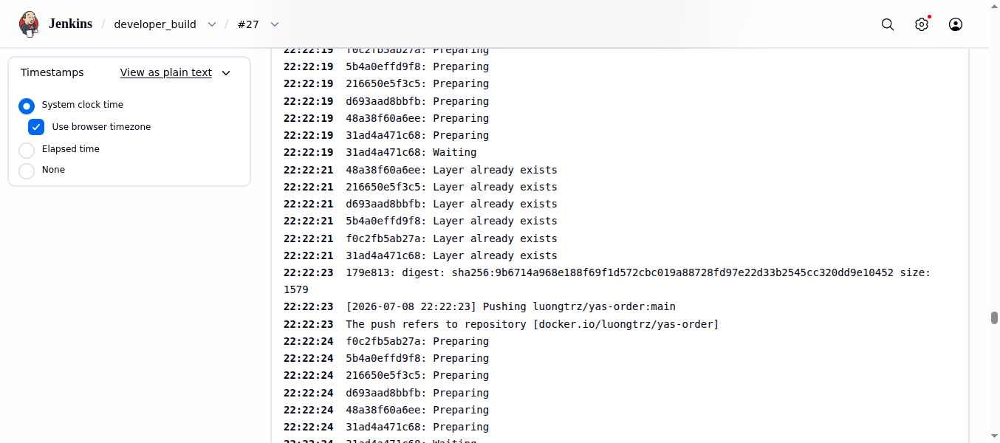 Jenkins / developer_build / #27
Timestamps View as plain text
System clock time
Use browser timezone
Elapsed time
None
22:22:19 f0c2fb5ab27a: Preparing
22:22:19 5b4a0effd9f8: Preparing
22:22:19 216650e5f3c5: Preparing
22:22:19 d693aad8bbfb: Preparing
22:22:19 48a38f60a6ee: Preparing
22:22:19 31ad4a471c68: Preparing
22:22:19 31ad4a471c68: Waiting
22:22:21 48a38f60a6ee: Layer already exists
22:22:21 216650e5f3c5: Layer already exists
22:22:21 d693aad8bbfb: Layer already exists
22:22:21 5b4a0effd9f8: Layer already exists
22:22:21 f0c2fb5ab27a: Layer already exists
22:22:21 31ad4a471c68: Layer already exists
22:22:23 179e813: digest: sha256:9b6714a968e188f69f1d572cbc019a88728fd97e22d33b2545cc320dd9e10452 size:
1579
22:22:23 [2026-07-08 22:22:23] Pushing luongtrz/yas-order:main
22:22:23 The push refers to repository [docker.io/luongtrz/yas-order]
22:22:24 f0c2fb5ab27a: Preparing
22:22:24 5b4a0effd9f8: Preparing
22:22:24 216650e5f3c5: Preparing
22:22:24 d693aad8bbfb: Preparing
22:22:24 48a38f60a6ee: Preparing
22:22:24 31ad4a471c68: Preparing
22:22:24 31ad4a471c68: Waiting